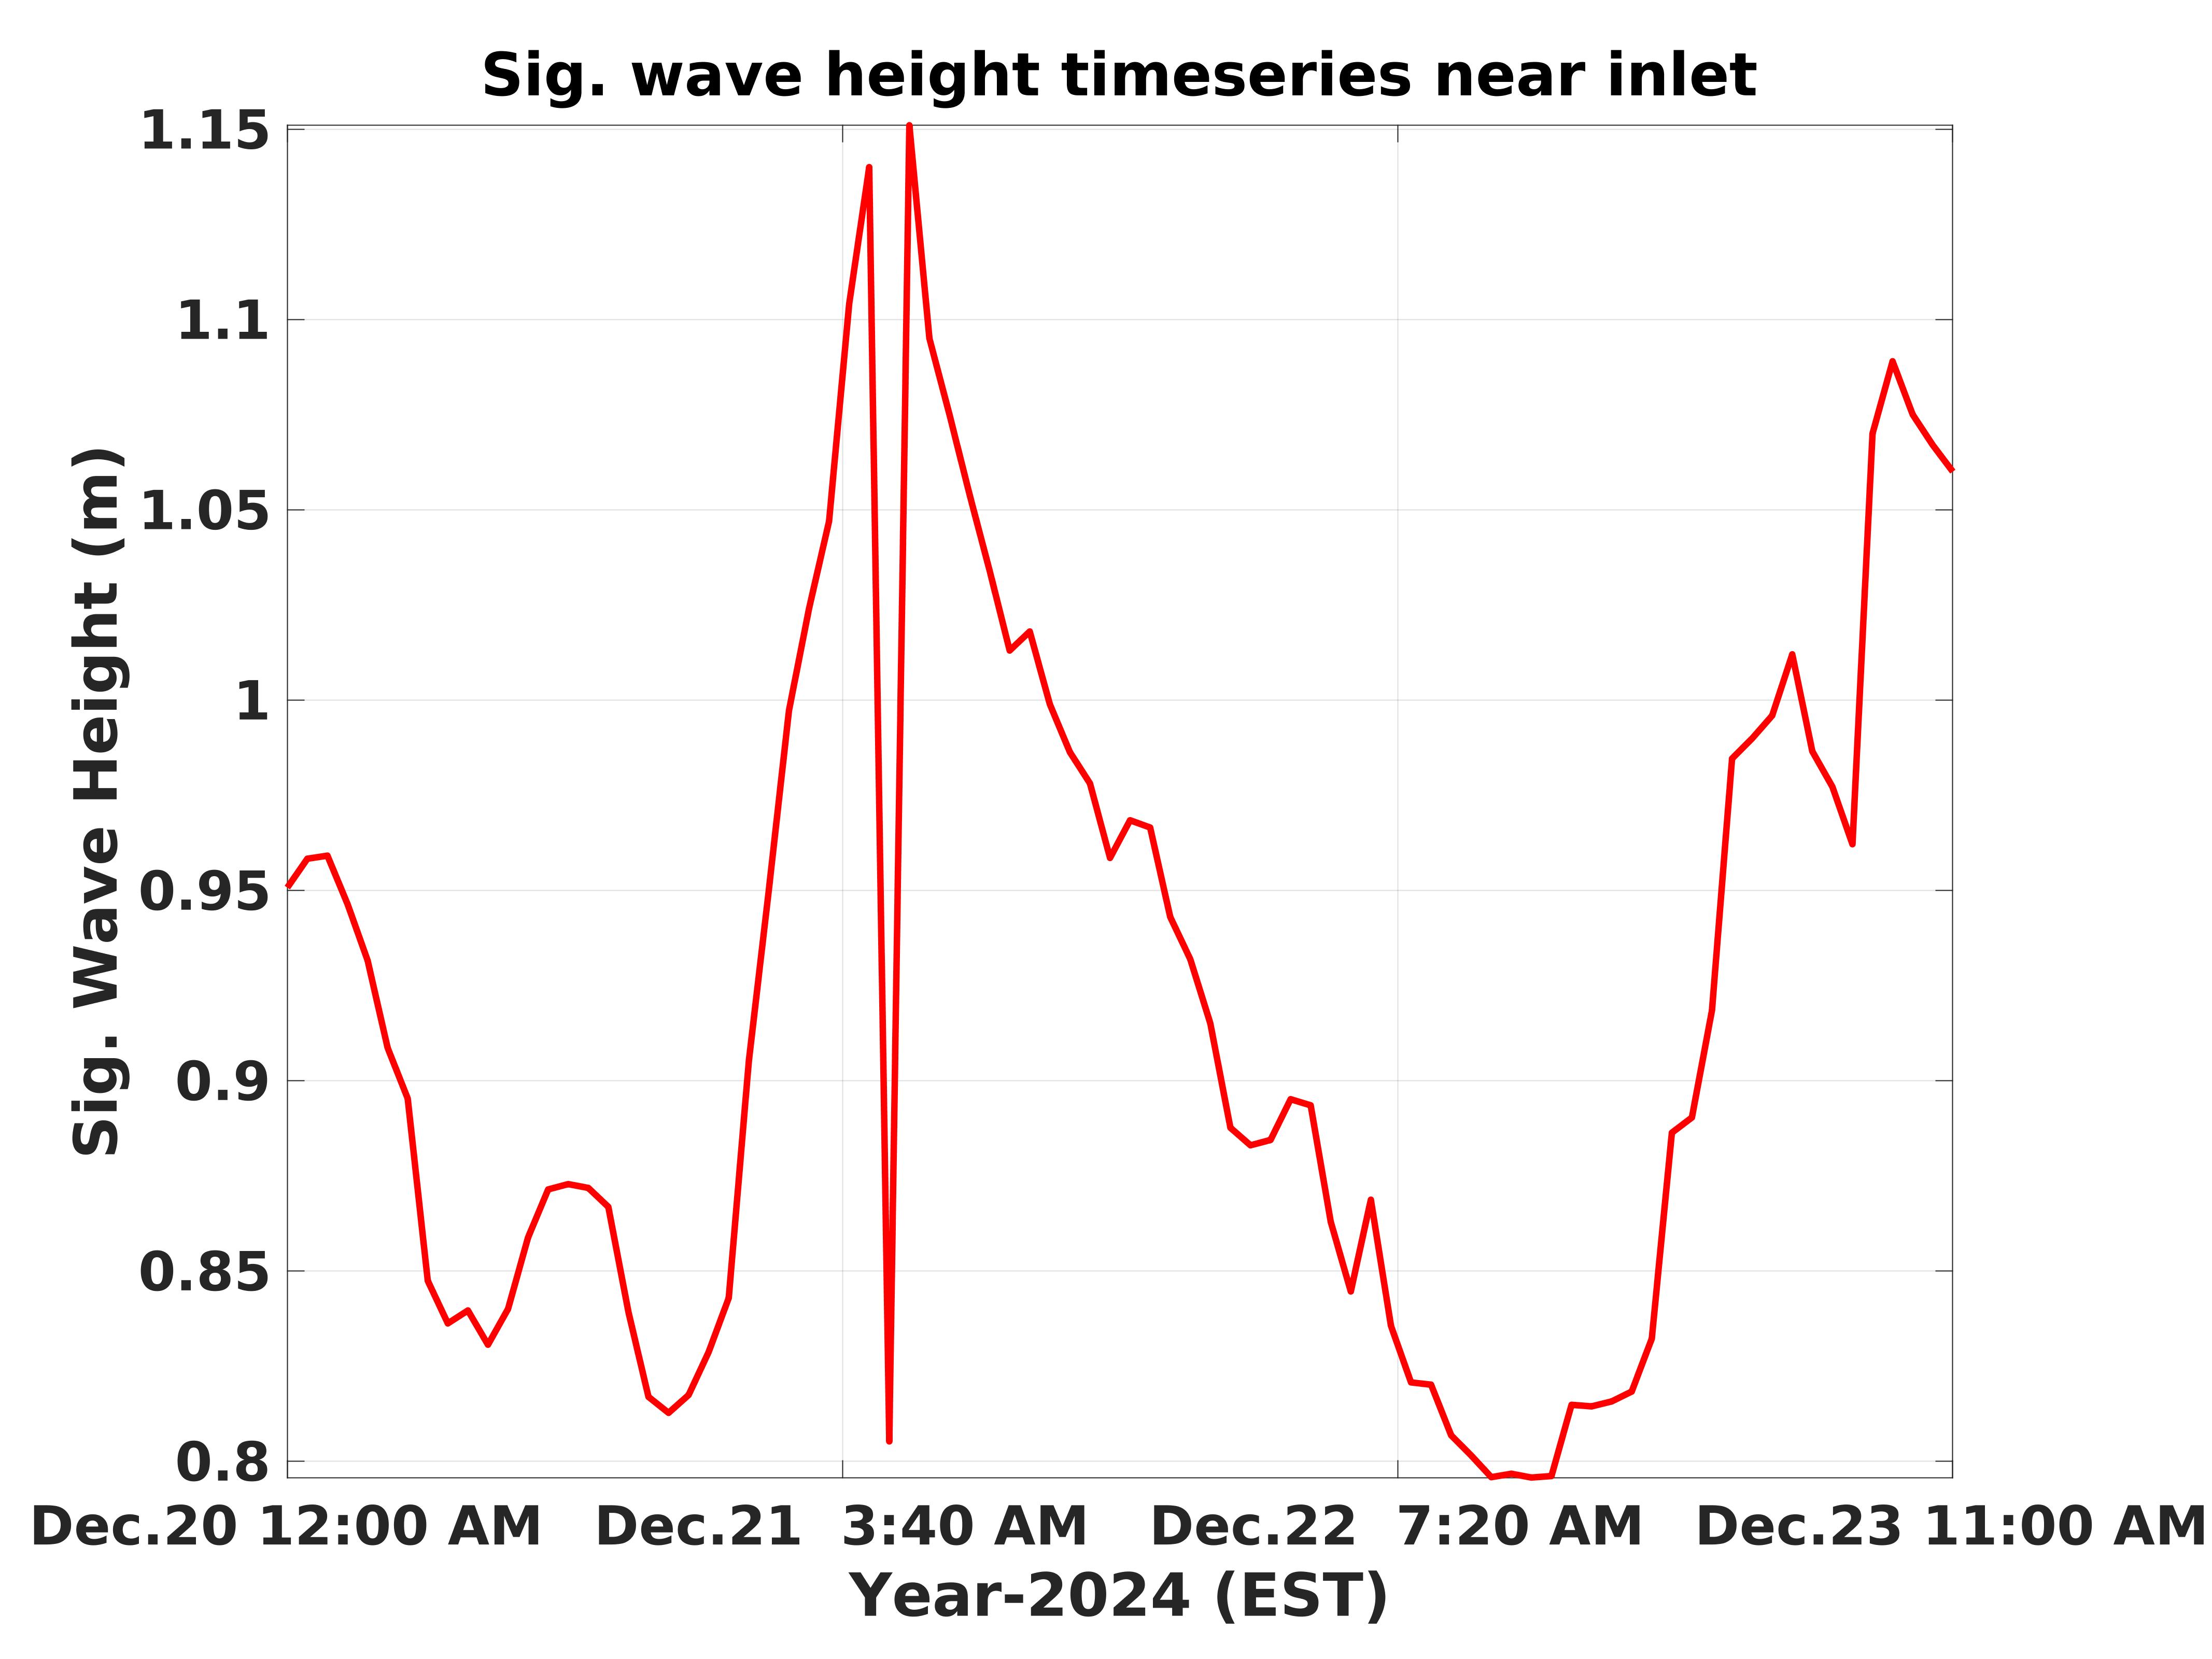 Sig. wave height timeseries near inlet
Sig. Wave Height (m)
1.15
1.1
1.05
1
0.95
0.9
0.85
0.8
Dec.20 12:00 AM Dec.21 3:40 AM Dec.22 7:20 AM Dec.23 11:00 AM
Year-2024 (EST)